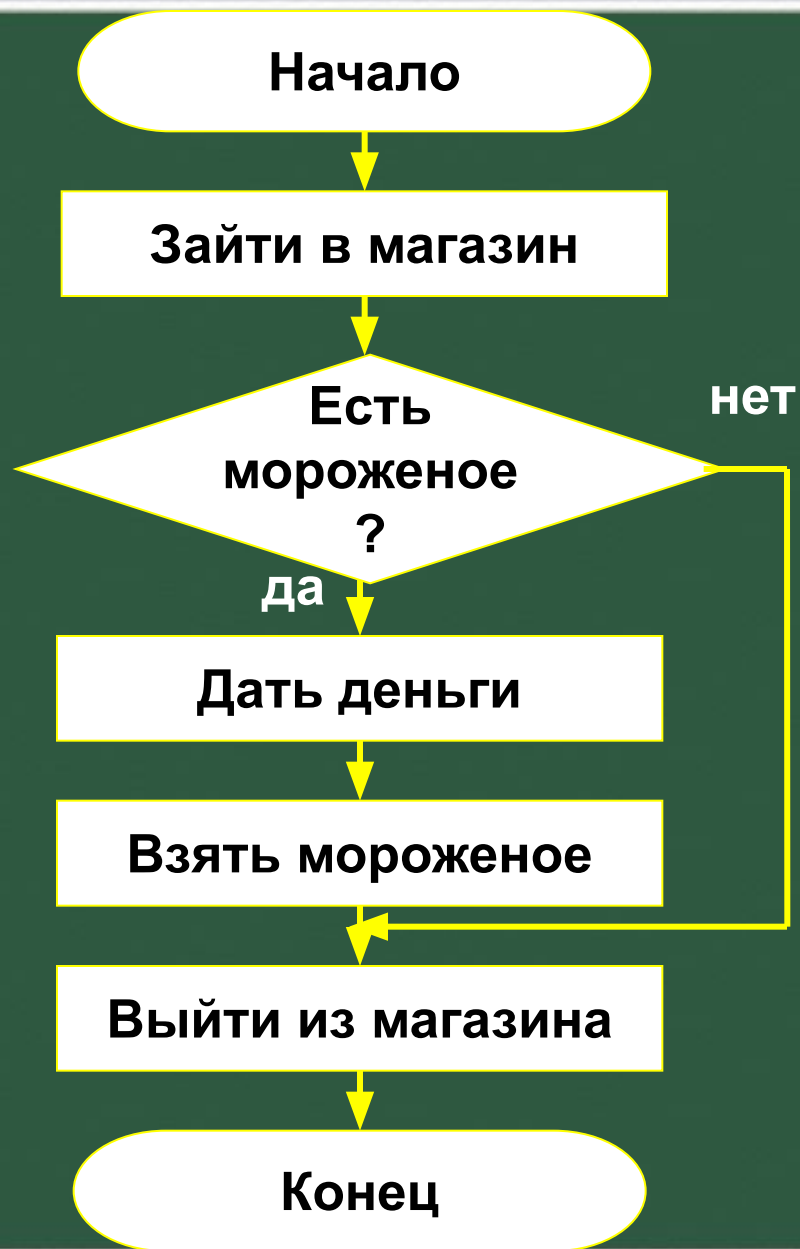 Начало
Зайти в магазин
Есть
нет
мороженое
?
да
Дать деньги
Взять мороженое
Выйти из магазина
Конец